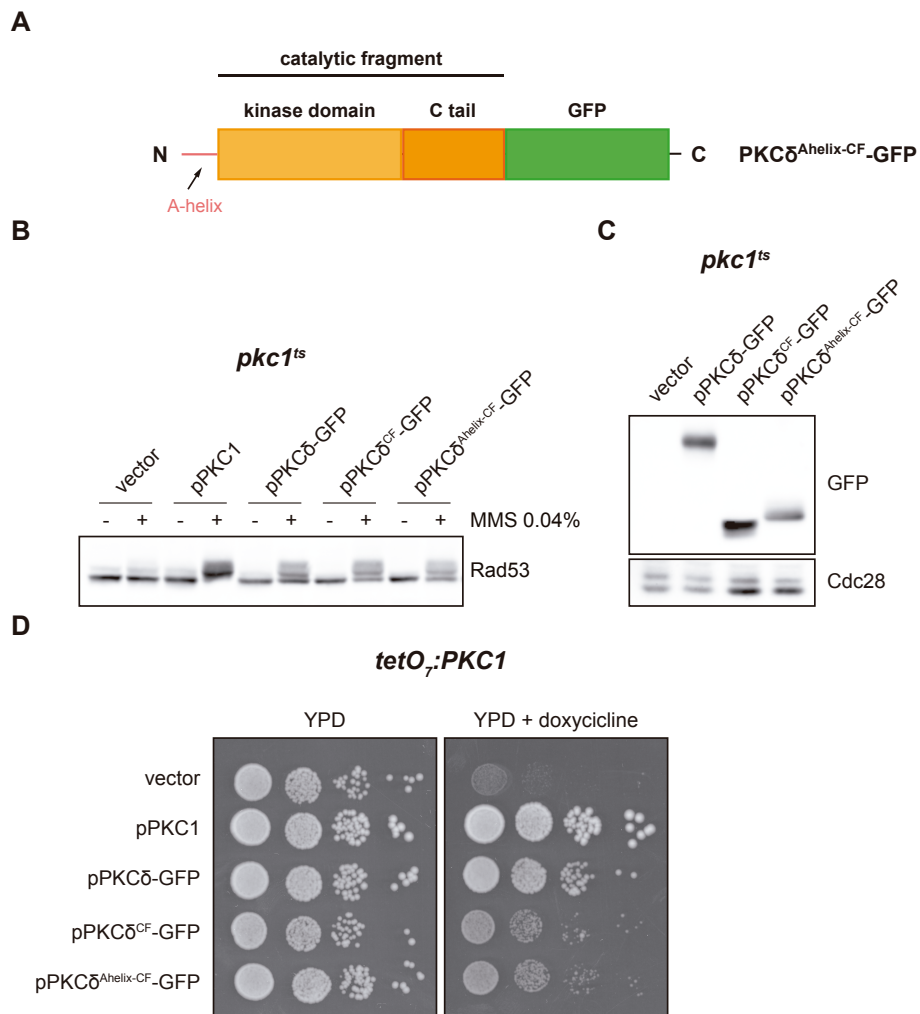 A
catalytic fragment
kinase domain C tail GFP
N C PKCδ^Ahelix-CF-GFP
A-helix
B
pkc1^ts
vector pPKC1 pPKCδ-GFP pPKCδ^CF-GFP pPKCδ^Ahelix-CF-GFP
- + - + - + - + - + MMS 0.04%
Rad53
C
pkc1^ts
vector pPKCδ-GFP pPKCδ^CF-GFP pPKCδ^Ahelix-CF-GFP
GFP
Cdc28
D
tetO₇:PKC1
YPD YPD + doxycicline
vector
pPKC1
pPKCδ-GFP
pPKCδ^CF-GFP
pPKCδ^Ahelix-CF-GFP